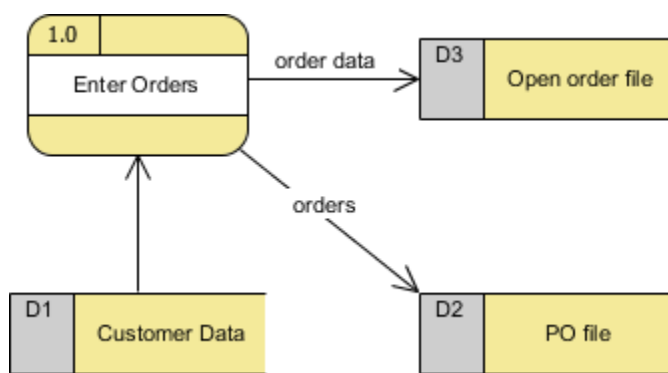 1.0
Enter Orders
order data
D3
Open order file
orders
D1
Customer Data
D2
PO file